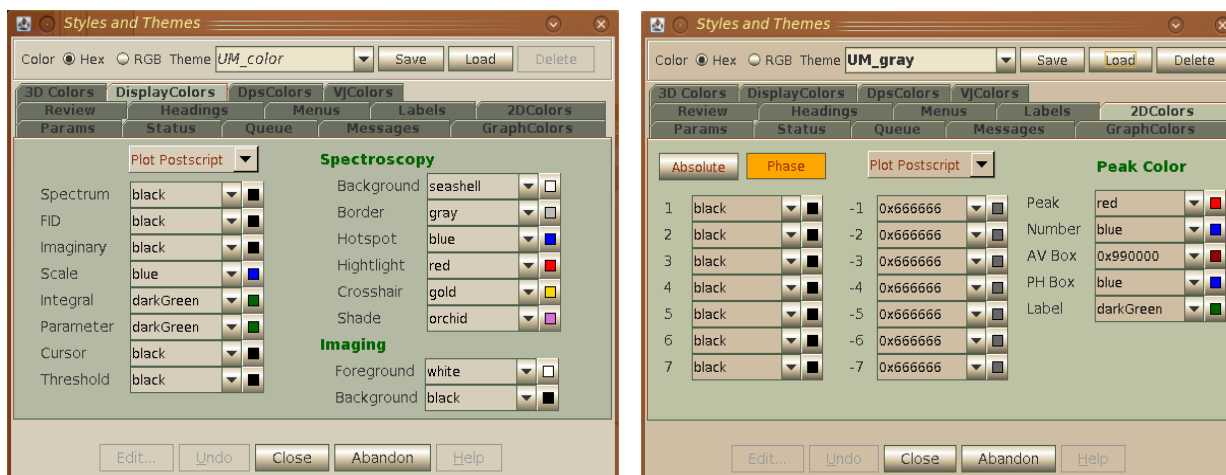 Styles and Themes
Color Hex RGB Theme UM_color Save Load Delete
3D Colors DisplayColors DpsColors VJColors
Review Headings Menus Labels 2DColors
Params Status Queue Messages GraphColors
Plot Postscript
Spectrum black
FID black
Imaginary black
Scale blue
Integral darkGreen
Parameter darkGreen
Cursor black
Threshold black
Spectroscopy
Background seashell
Border gray
Hotspot blue
Hightlight red
Crosshair gold
Shade orchid
Imaging
Foreground white
Background black
Edit... Undo Close Abandon Help
Styles and Themes
Color Hex RGB Theme UM_gray Save Load Delete
3D Colors DisplayColors DpsColors VJColors
Review Headings Menus Labels 2DColors
Params Status Queue Messages GraphColors
Absolute Phase Plot Postscript
1 black -1 0x666666
2 black -2 0x666666
3 black -3 0x666666
4 black -4 0x666666
5 black -5 0x666666
6 black -6 0x666666
7 black -7 0x666666
Peak Color
Peak red
Number blue
AV Box 0x990000
PH Box blue
Label darkGreen
Edit... Undo Close Abandon Help